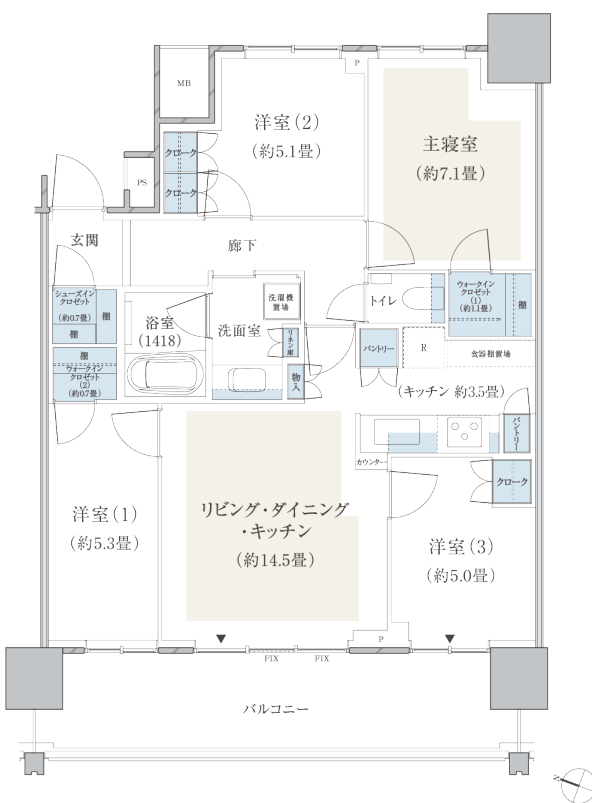 MB
P
洋室(2)
(約5.1畳)
主寝室
(約7.1畳)
クローク
クローク
PS
玄関
廊下
シューズイン
クロゼット
(約0.7畳)
棚
棚
浴室
(1418)
洗濯機
置場
洗面室
リネン庫
トイレ
ウォークイン
クロゼット
(1)
(約1.1畳)
棚
棚
ウォークイン
クロゼット
(2)
(約0.7畳)
物入
パントリー
R
食器棚置場
(キッチン 約3.5畳)
パントリー
カウンター
クローク
洋室(1)
(約5.3畳)
リビング・ダイニング
・キッチン
(約14.5畳)
洋室(3)
(約5.0畳)
P
FIX
FIX
バルコニー